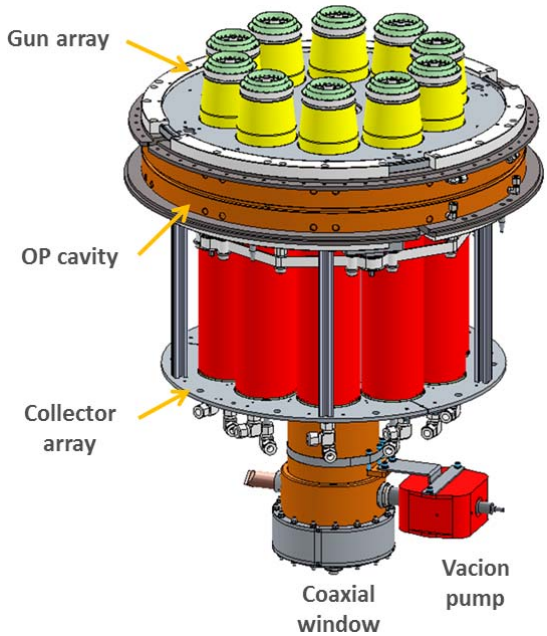 Gun array
OP cavity
Collector
array
Coaxial
window
Vacion
pump